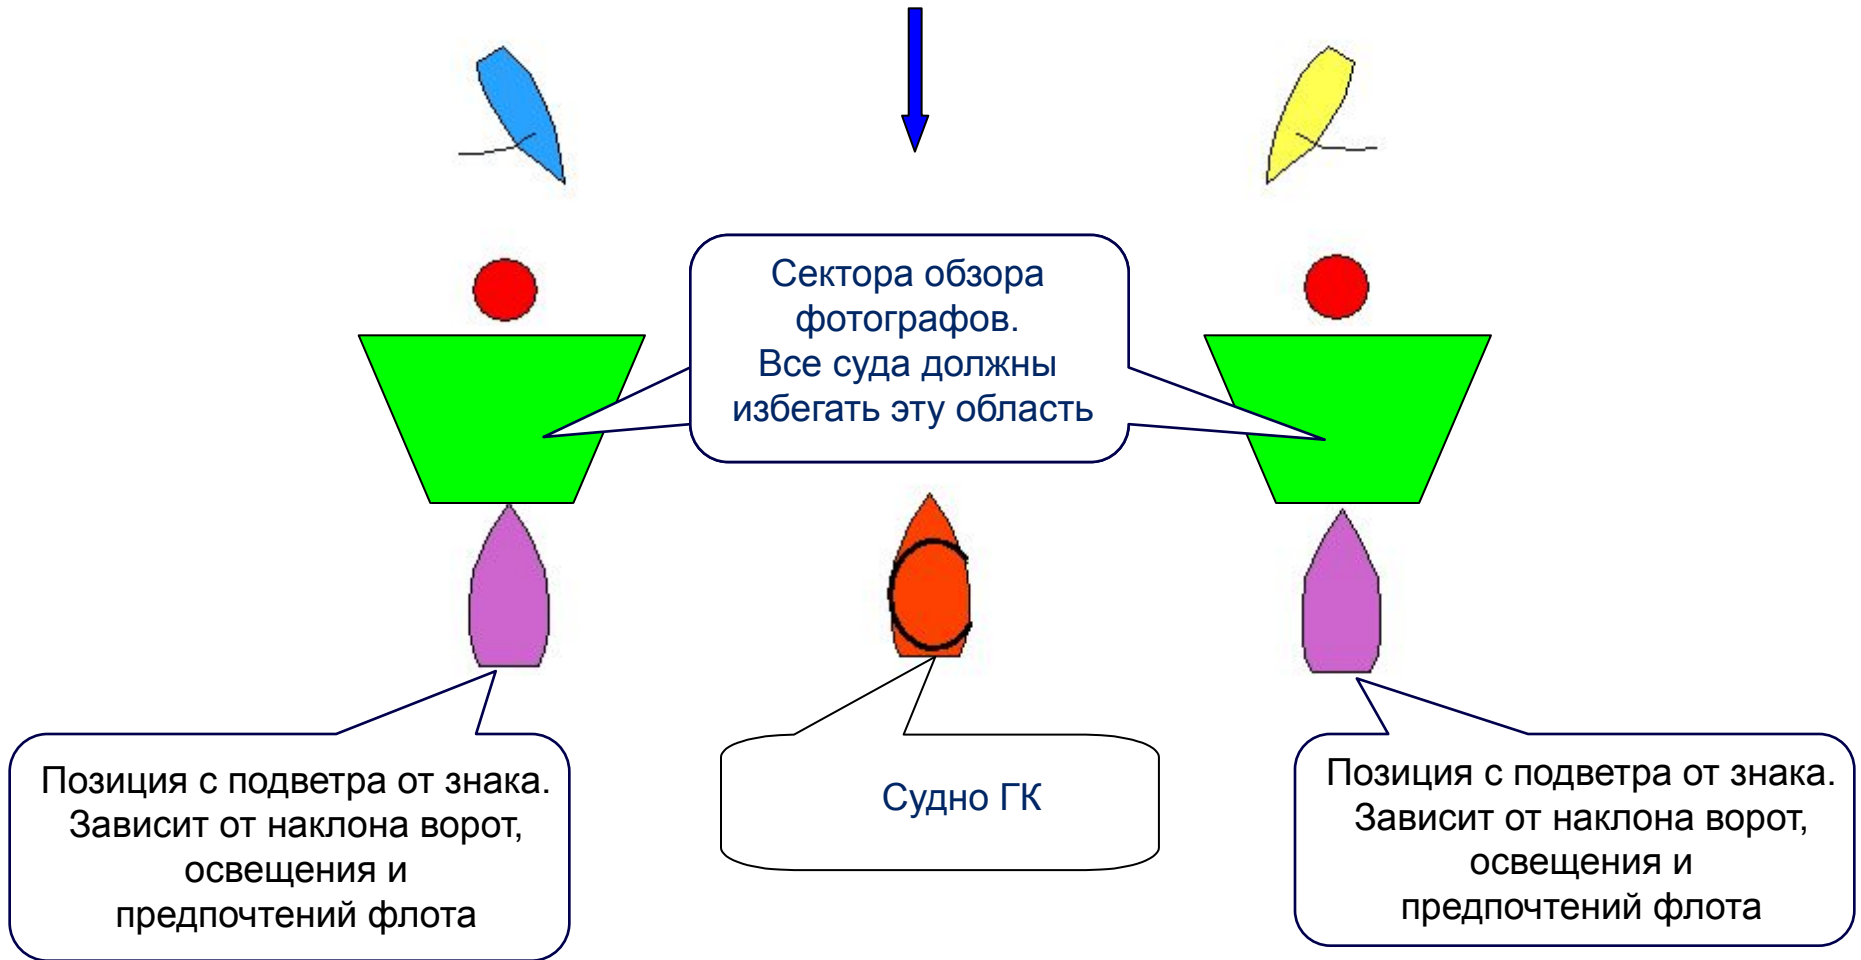 Сектора обзора
фотографов.
Все суда должны
избегать эту область
Позиция с подветра от знака.
Зависит от наклона ворот,
освещения и
предпочтений флота
Судно ГК
Позиция с подветра от знака.
Зависит от наклона ворот,
освещения и
предпочтений флота